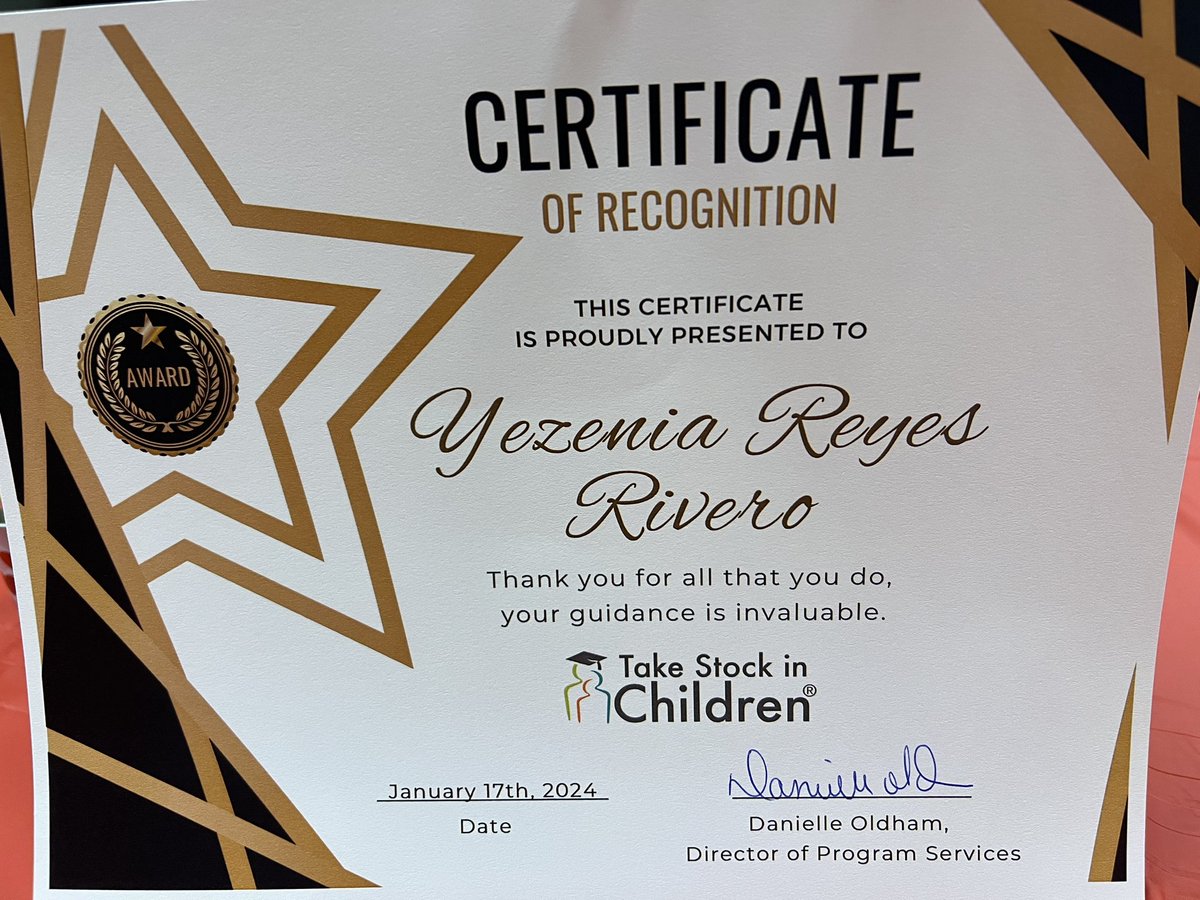 CERTIFICATE
OF RECOGNITION
THIS CERTIFICATE
IS PROUDLY PRESENTED TO
AWARD
Yezenia Reyes
Rivero
Thank you for all that you do,
your guidance is invaluable.
Take Stock in
Children®
January 17th, 2024
Date
Danielle Oldham,
Director of Program Services